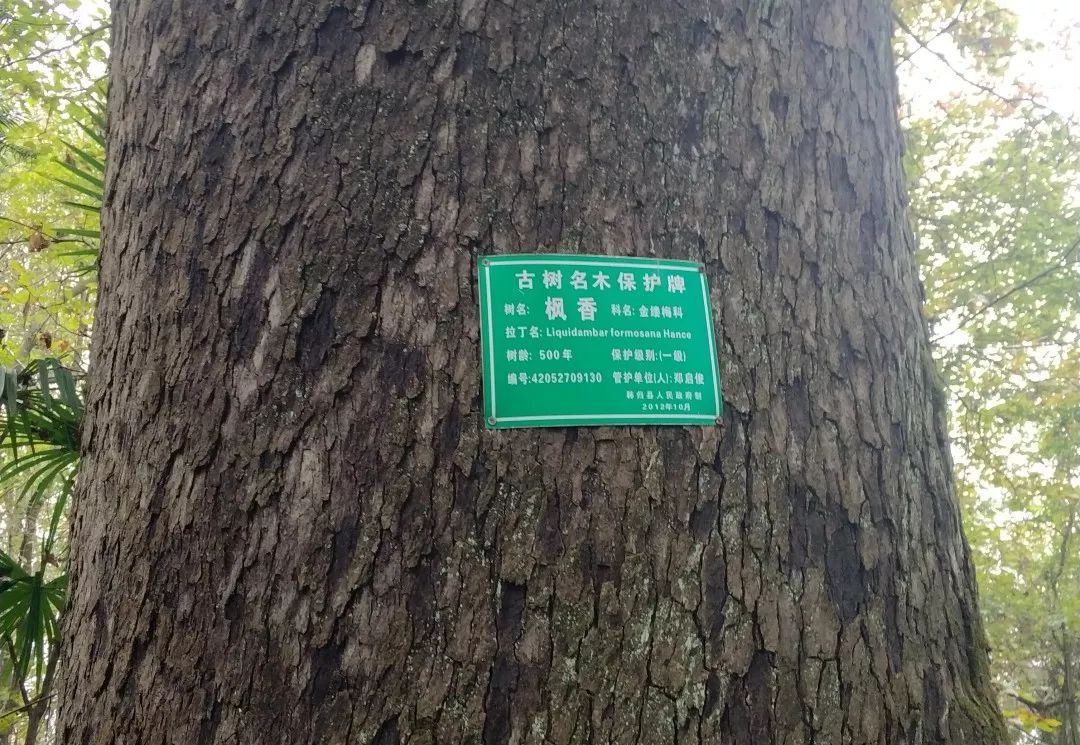 古树名木保护牌
树名: 枫香 科名: 金缕梅科
拉丁名: Liquidambar formosana Hance
树龄: 500年 保护级别:(一级)
编号:42052709130 管护单位(人): 郑启俊
秭归县人民政府制
2012年10月